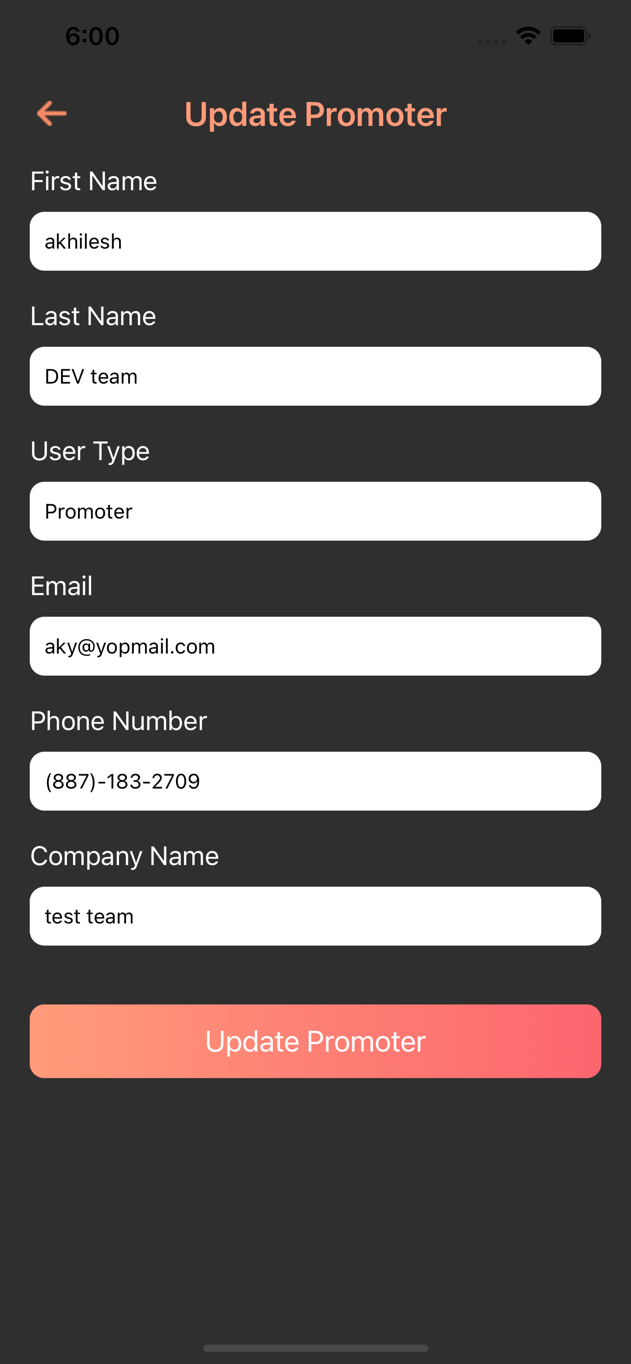 6:00
Update Promoter
First Name
akhilesh
Last Name
DEV team
User Type
Promoter
Email
aky@yopmail.com
Phone Number
(887)-183-2709
Company Name
test team
Update Promoter